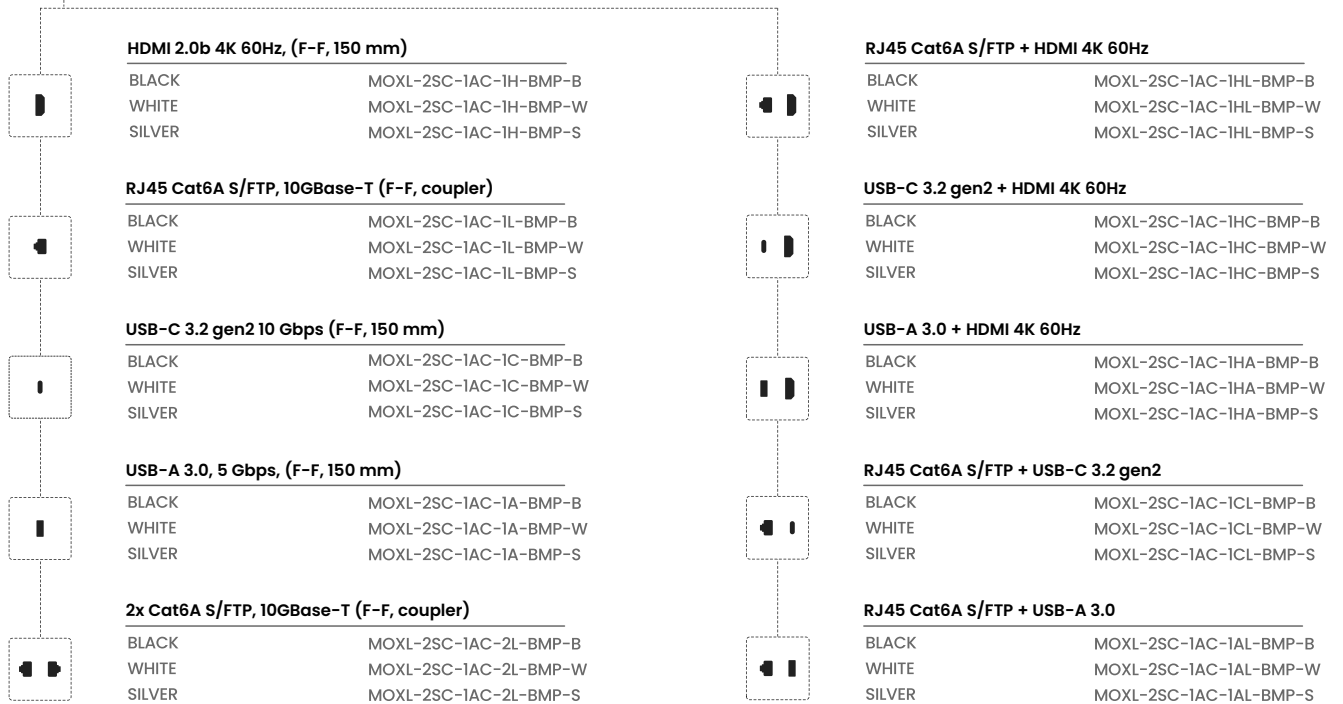 HDMI 2.0b 4K 60Hz, (F-F, 150 mm)
BLACK MOXL-2SC-1AC-1H-BMP-B
WHITE MOXL-2SC-1AC-1H-BMP-W
SILVER MOXL-2SC-1AC-1H-BMP-S
RJ45 Cat6A S/FTP, 10GBase-T (F-F, coupler)
BLACK MOXL-2SC-1AC-1L-BMP-B
WHITE MOXL-2SC-1AC-1L-BMP-W
SILVER MOXL-2SC-1AC-1L-BMP-S
USB-C 3.2 gen2 10 Gbps (F-F, 150 mm)
BLACK MOXL-2SC-1AC-1C-BMP-B
WHITE MOXL-2SC-1AC-1C-BMP-W
SILVER MOXL-2SC-1AC-1C-BMP-S
USB-A 3.0, 5 Gbps, (F-F, 150 mm)
BLACK MOXL-2SC-1AC-1A-BMP-B
WHITE MOXL-2SC-1AC-1A-BMP-W
SILVER MOXL-2SC-1AC-1A-BMP-S
2x Cat6A S/FTP, 10GBase-T (F-F, coupler)
BLACK MOXL-2SC-1AC-2L-BMP-B
WHITE MOXL-2SC-1AC-2L-BMP-W
SILVER MOXL-2SC-1AC-2L-BMP-S
RJ45 Cat6A S/FTP + HDMI 4K 60Hz
BLACK MOXL-2SC-1AC-1HL-BMP-B
WHITE MOXL-2SC-1AC-1HL-BMP-W
SILVER MOXL-2SC-1AC-1HL-BMP-S
USB-C 3.2 gen2 + HDMI 4K 60Hz
BLACK MOXL-2SC-1AC-1HC-BMP-B
WHITE MOXL-2SC-1AC-1HC-BMP-W
SILVER MOXL-2SC-1AC-1HC-BMP-S
USB-A 3.0 + HDMI 4K 60Hz
BLACK MOXL-2SC-1AC-1HA-BMP-B
WHITE MOXL-2SC-1AC-1HA-BMP-W
SILVER MOXL-2SC-1AC-1HA-BMP-S
RJ45 Cat6A S/FTP + USB-C 3.2 gen2
BLACK MOXL-2SC-1AC-1CL-BMP-B
WHITE MOXL-2SC-1AC-1CL-BMP-W
SILVER MOXL-2SC-1AC-1CL-BMP-S
RJ45 Cat6A S/FTP + USB-A 3.0
BLACK MOXL-2SC-1AC-1AL-BMP-B
WHITE MOXL-2SC-1AC-1AL-BMP-W
SILVER MOXL-2SC-1AC-1AL-BMP-S